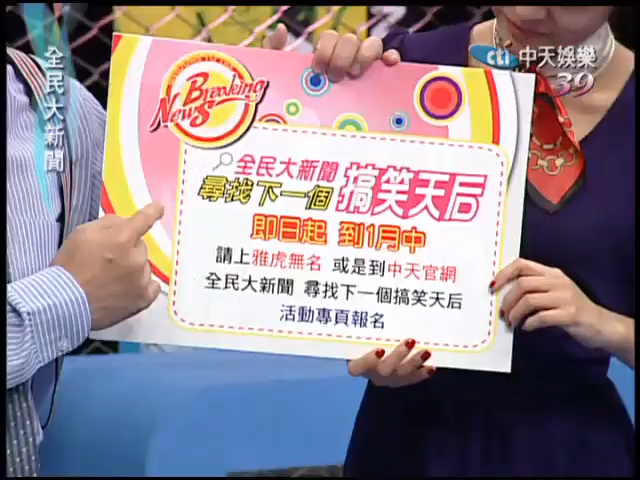 全民大新聞
cti 中天娛樂
39
Breaking
News
全民大新聞
尋找下一個 搞笑天后
即日起 到1月中
請上雅虎無名 或是到中天官網
全民大新聞 尋找下一個搞笑天后
活動專頁報名